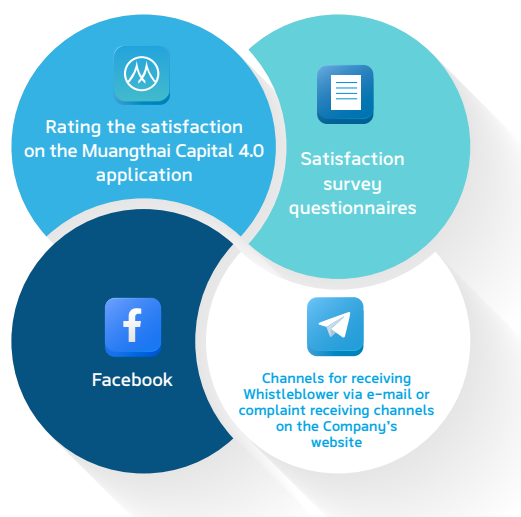 Rating the satisfaction
on the Muangthai Capital 4.0
application
Satisfaction
survey
questionnaires
Facebook
Channels for receiving
Whistleblower via e-mail or
complaint receiving channels
on the Company's
website